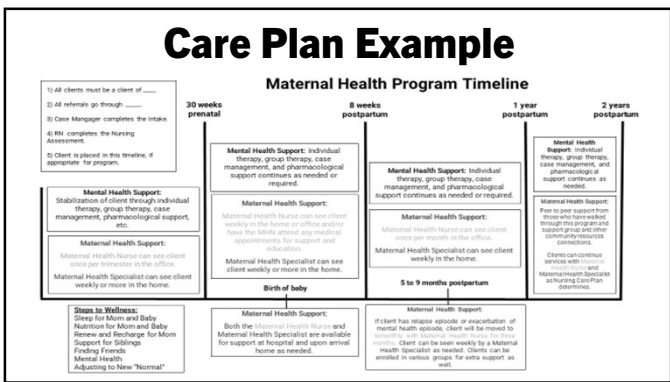 Care Plan Example
Maternal Health Program Timeline
1) All clients must be a client of ____
2) All referrals go through _____.
3) Case Mangager completes the Intake.
4) RN completes the Nursing
Assessment.
5) Client is placed in this timeline, if
appropriate for program.
30 weeks
prenatal
8 weeks
postpartum
1 year
postpartum
2 years
postpartum
Mental Health Support:
Stabilization of client through individual
therapy, group therapy, case
management, pharmacological support,
etc.
Maternal Health Support:
Maternal Health Nurse can see client
once per trimester in the office.
Maternal Health Specialist can see client
weekly or more in the home.
Mental Health Support: Individual
therapy, group therapy, case
management, and pharmacological
support continues as needed or
required.
Maternal Health Support:
Maternal Health Nurse can see client
weekly in the home or office and/or
have the MHN attend any medical
appointments for support and
education.
Maternal Health Specialist can see
client weekly or more in the home.
Mental Health Support: Individual
therapy, group therapy, case
management, and pharmacological
support continues as needed or required.
Maternal Health Support:
Maternal Health Nurse can see client
once per month in the office.
Maternal Health Specialist can see client
weekly in the home.
Mental Health
Support: Individual
therapy, group
therapy, case
management, and
pharmacological
support continues as
needed.
Maternal Health Support:
Peer to peer support from
those who have walked
through this program and
support group and other
community resources
connections.
Clients can continue
services with Maternal
Health Nurse and
Maternal Health Specialist
as Nursing Care Plan
determines.
Birth of baby
5 to 9 months postpartum
Steps to Wellness:
Sleep for Mom and Baby
Nutrition for Mom and Baby
Renew and Recharge for Mom
Support for Siblings
Finding Friends
Mental Health
Adjusting to New "Normal"
Maternal Health Support:
Both the Maternal Health Nurse and
Maternal Health Specialist are available
for support at hospital and upon arrival
home as needed.
Maternal Health Support:
If client has relapse episode or exacerbation of
mental health episode, client will be moved to
bimonthly with Maternal Health Nurse for three
months. Client can be seen weekly by a Maternal
Health Specialist as needed. Clients can be
enrolled in various groups for extra support as
well.